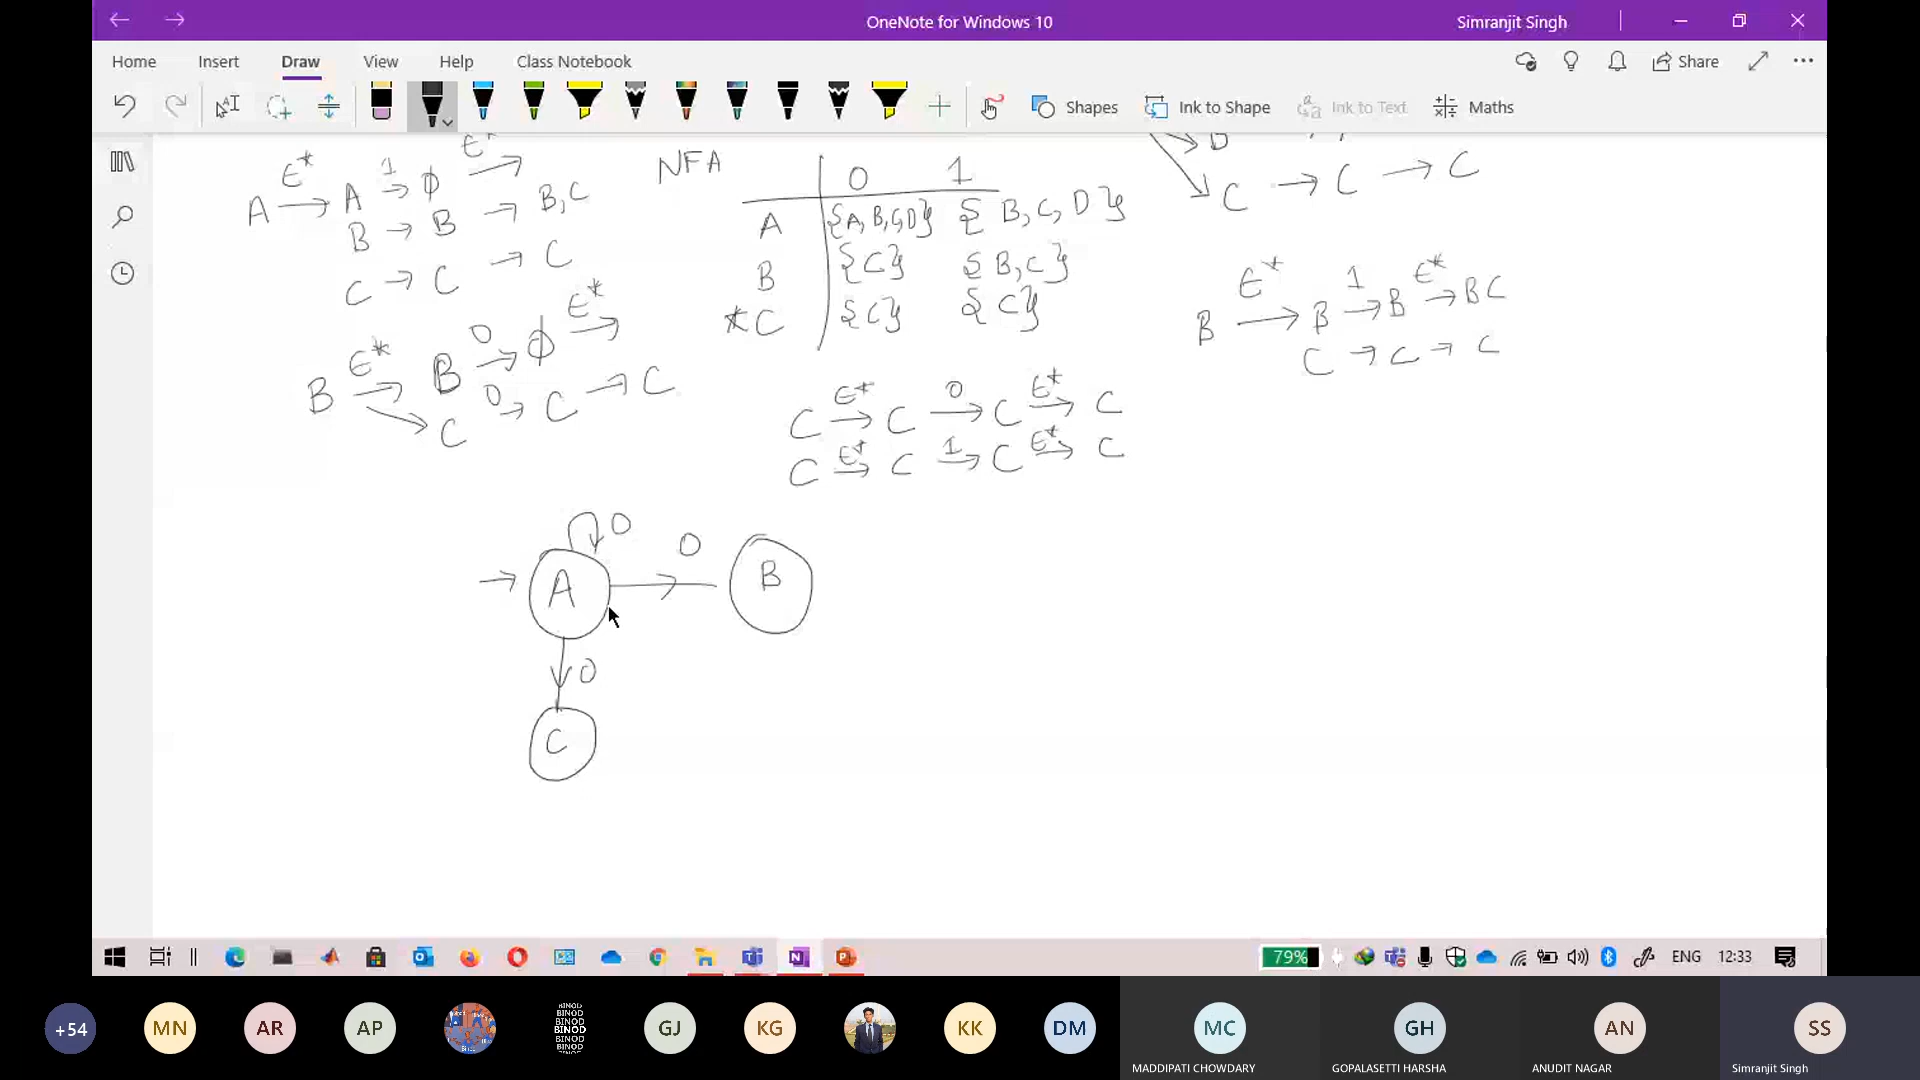 OneNote for Windows 10
Simranjit Singh
Home Insert Draw View Help Class Notebook
Share
Shapes Ink to Shape Ink to Text Maths
A ϵ* → A 1 → ϕ ϵ* →
B → B → B,C
C → C → C
B ϵ* → B 0 → ϕ ϵ* →
C 0 → C → C
NFA
0 1
A {A,B,C,D} {B,C,D}
B {C} {B,C}
*C {C} {C}
C → C → C
B ϵ* → B 1 → B ϵ* → BC
C → C → C
C ϵ* → C 0 → C ϵ* → C
C ϵ* → C 1 → C ϵ* → C
0
→ A 0 → B
0
C
79%
ENG 12:33
+54 MN AR AP BINOD GJ KG KK DM MC GH AN SS
MADDIPATI CHOWDARY GOPALASETTI HARSHA ANUDIT NAGAR Simranjit Singh